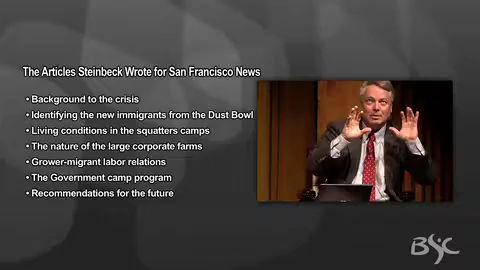 The Articles Steinbeck Wrote for San Francisco News
• Background to the crisis
• Identifying the new immigrants from the Dust Bowl
• Living conditions in the squatters camps
• The nature of the large corporate farms
• Grower-migrant labor relations
• The Government camp program
• Recommendations for the future
BSC